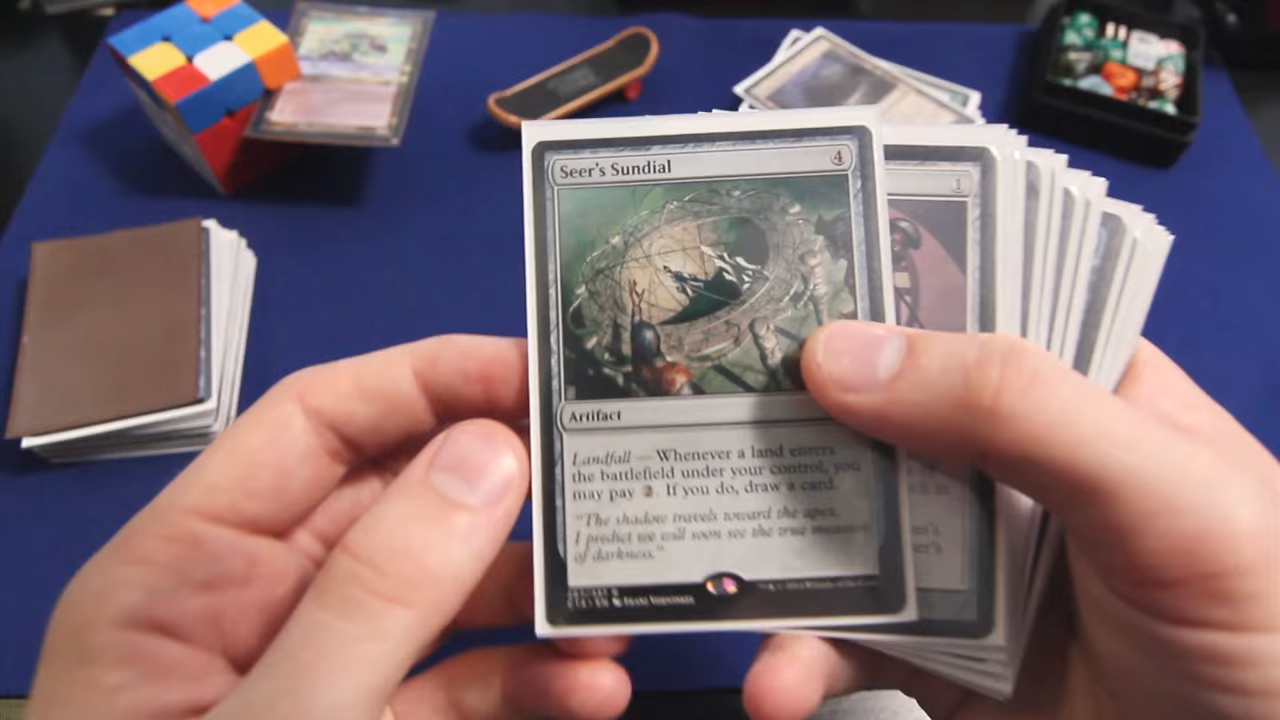 Seer's Sundial 4
1
Artifact
Landfall — Whenever a land enters
the battlefield under your control, you
may pay 2. If you do, draw a card.
"The shadow travels toward the apex.
I predict we will soon see the true measure
of darkness."